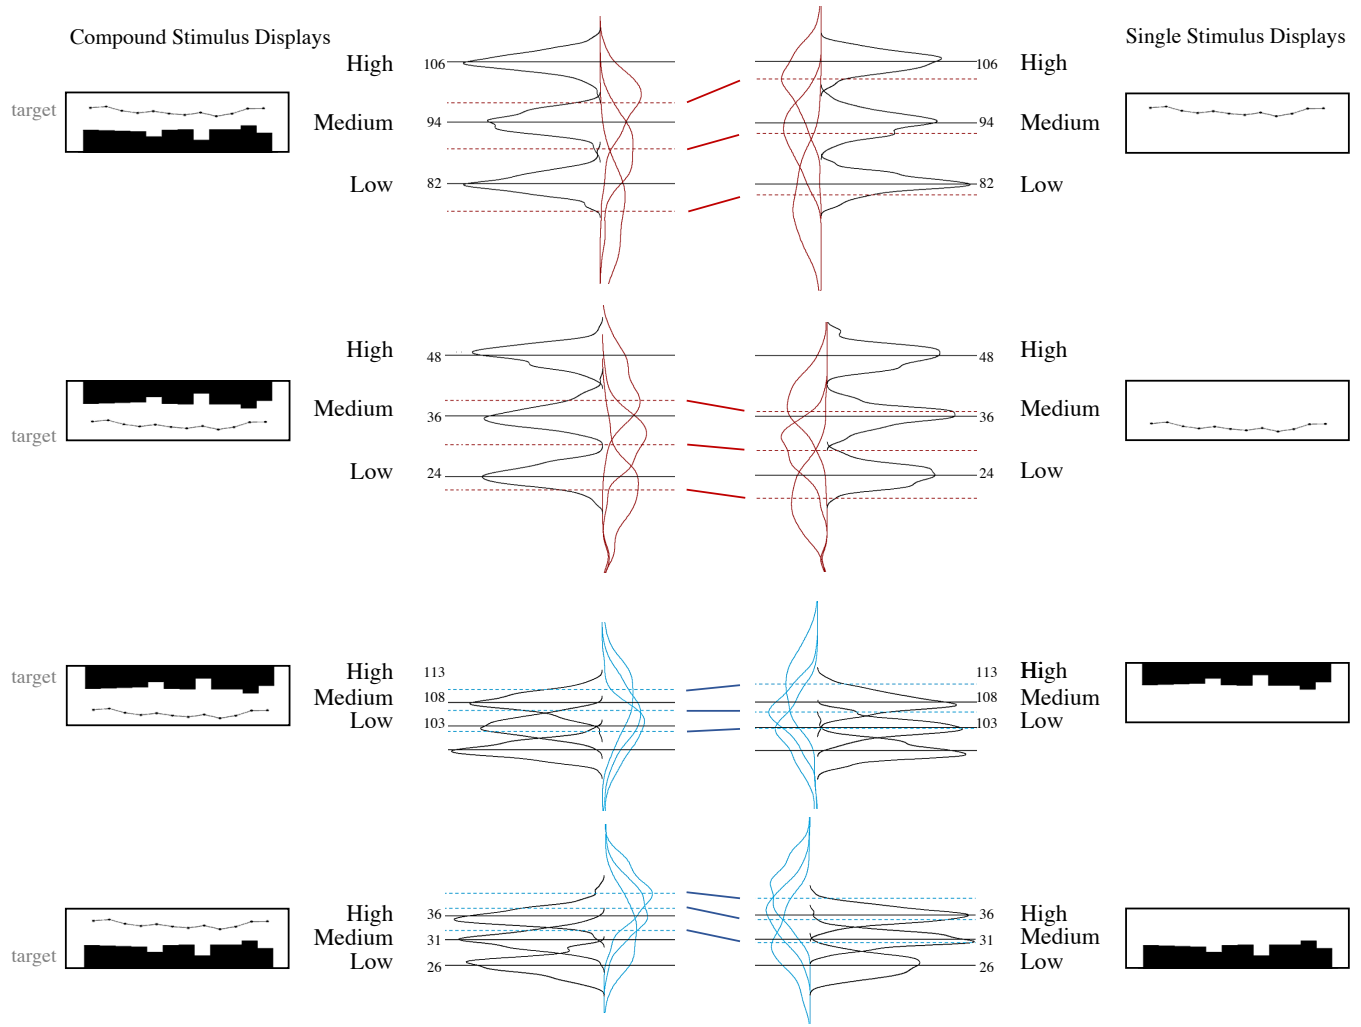 Compound Stimulus Displays
Single Stimulus Displays
High 106 106 High
target
Medium 94 94 Medium
Low 82 82 Low
High 48 48 High
Medium 36 36 Medium
target
Low 24 24 Low
target
High 113 113 High
Medium 108 108 Medium
Low 103 103 Low
High 36 36 High
Medium 31 31 Medium
target
Low 26 26 Low